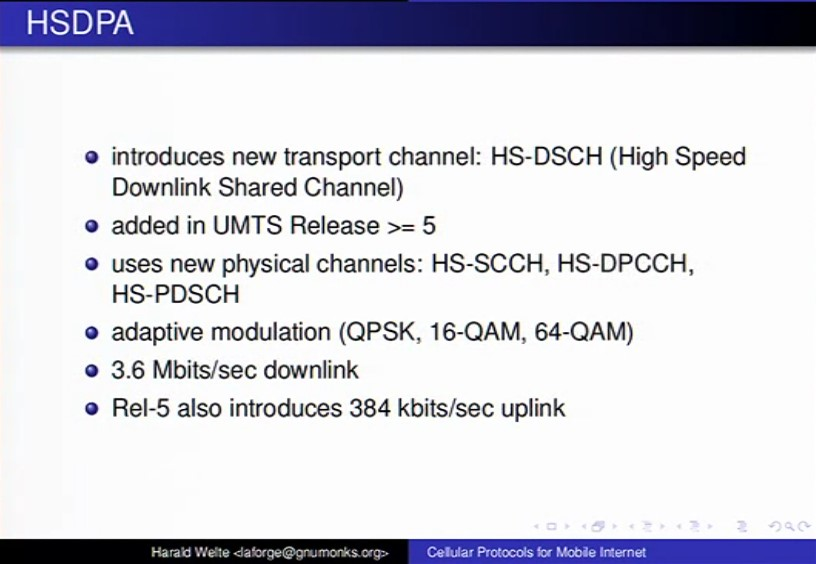 HSDPA
introduces new transport channel: HS-DSCH (High Speed
Downlink Shared Channel)
added in UMTS Release >= 5
uses new physical channels: HS-SCCH, HS-DPCCH,
HS-PDSCH
adaptive modulation (QPSK, 16-QAM, 64-QAM)
3.6 Mbits/sec downlink
Rel-5 also introduces 384 kbits/sec uplink
Harald Welte <laforge@gnumonks.org>
Cellular Protocols for Mobile Internet